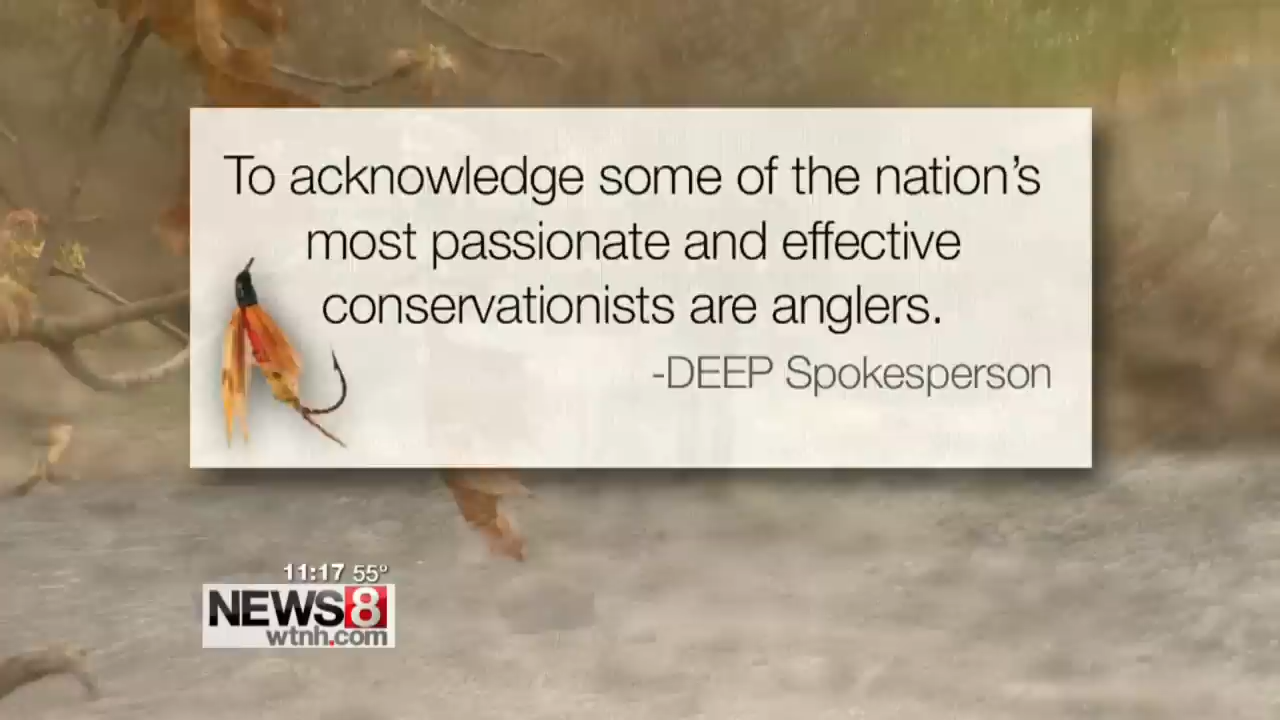 To acknowledge some of the nation's
most passionate and effective
conservationists are anglers.
-DEEP Spokesperson
11:17 55°
NEWS8
wtnh.com